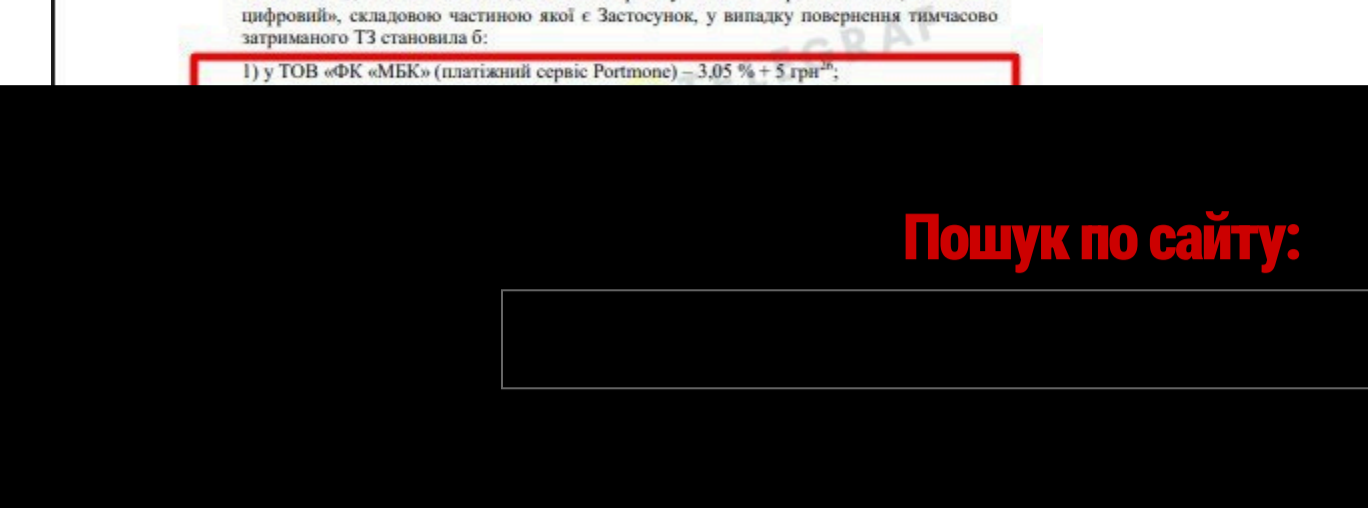 цифровий», складовою частиною якої є Застосунок, у випадку повернення тимчасово
затриманого ТЗ становила б:
1) у ТОВ «ФК «МБК» (платіжний сервіс Portmone) – 3,05 % + 5 грн²⁶;
Пошук по сайту: